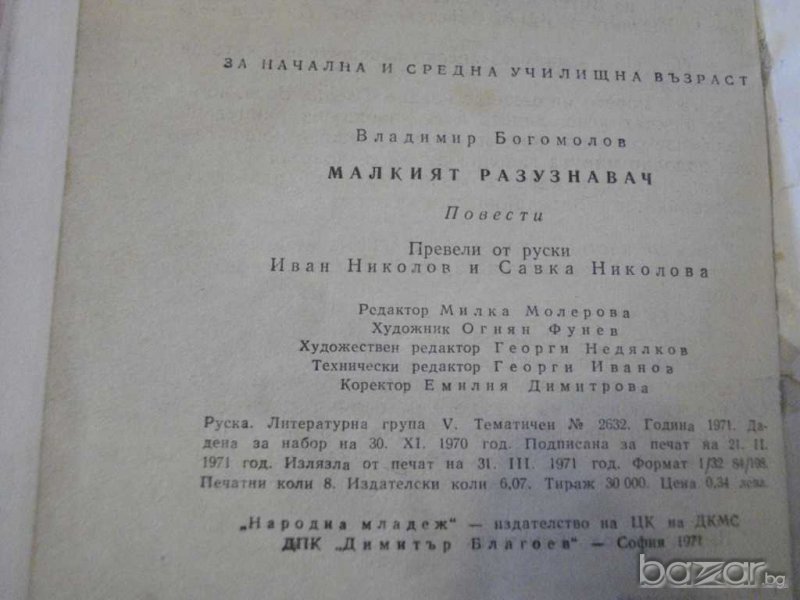 ЗА НАЧАЛНА И СРЕДНА УЧИЛИЩНА ВЪЗРАСТ
Владимир Богомолов
МАЛКИЯТ РАЗУЗНАВАЧ
Повести
Превели от руски
Иван Николов и Савка Николова
Редактор Милка Молерова
Художник Огнян Фунев
Художествен редактор Георги Недялков
Технически редактор Георги Иванов
Коректор Емилия Димитрова
Руска. Литературна група V. Тематичен № 2632. Година 1971. Да-
дена за набор на 30. XI. 1970 год. Подписана за печат на 21. II.
1971 год. Излязла от печат на 31. III. 1971 год. Формат 1/32 84/108.
Печатни коли 8. Издателски коли 6,07. Тираж 30 000. Цена 0,34 лева.
„Народна младеж“ — издателство на ЦК на ДКМС
ДПК „Димитър Благоев“ — София 1971
bazar.bg